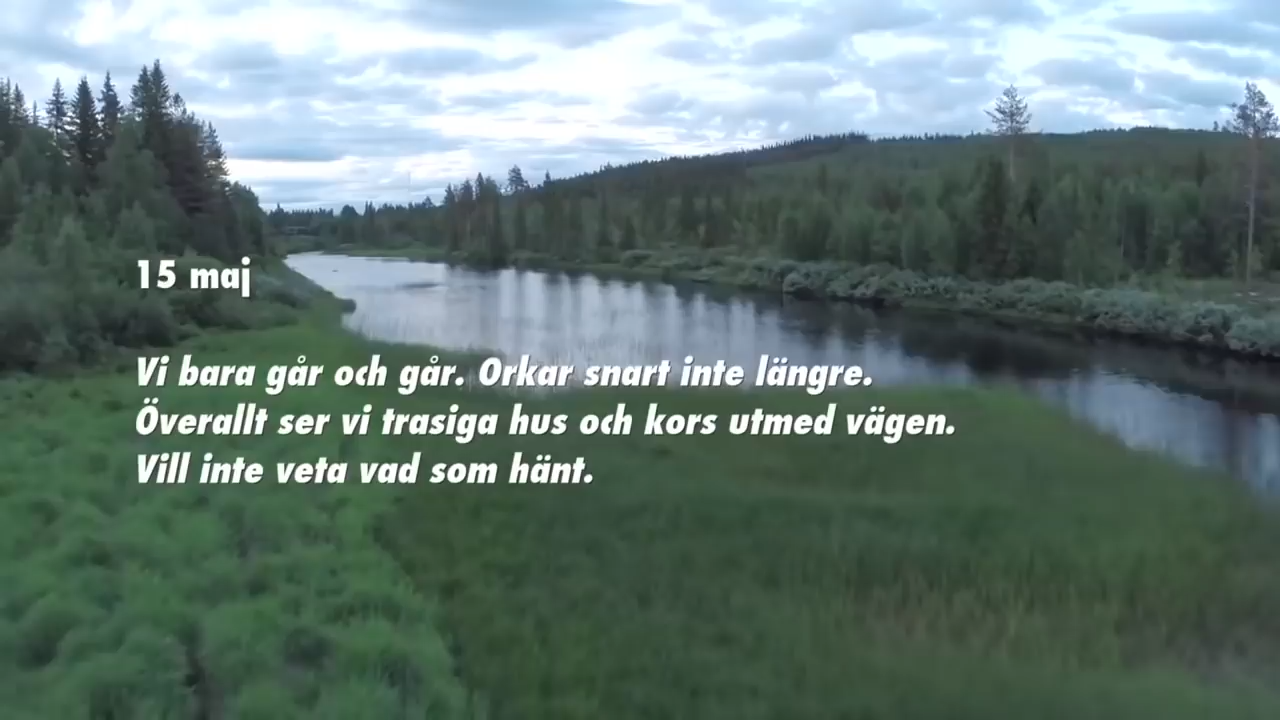 15 maj
Vi bara går och går. Orkar snart inte längre.
Överallt ser vi trasiga hus och kors utmed vägen.
Vill inte veta vad som hänt.